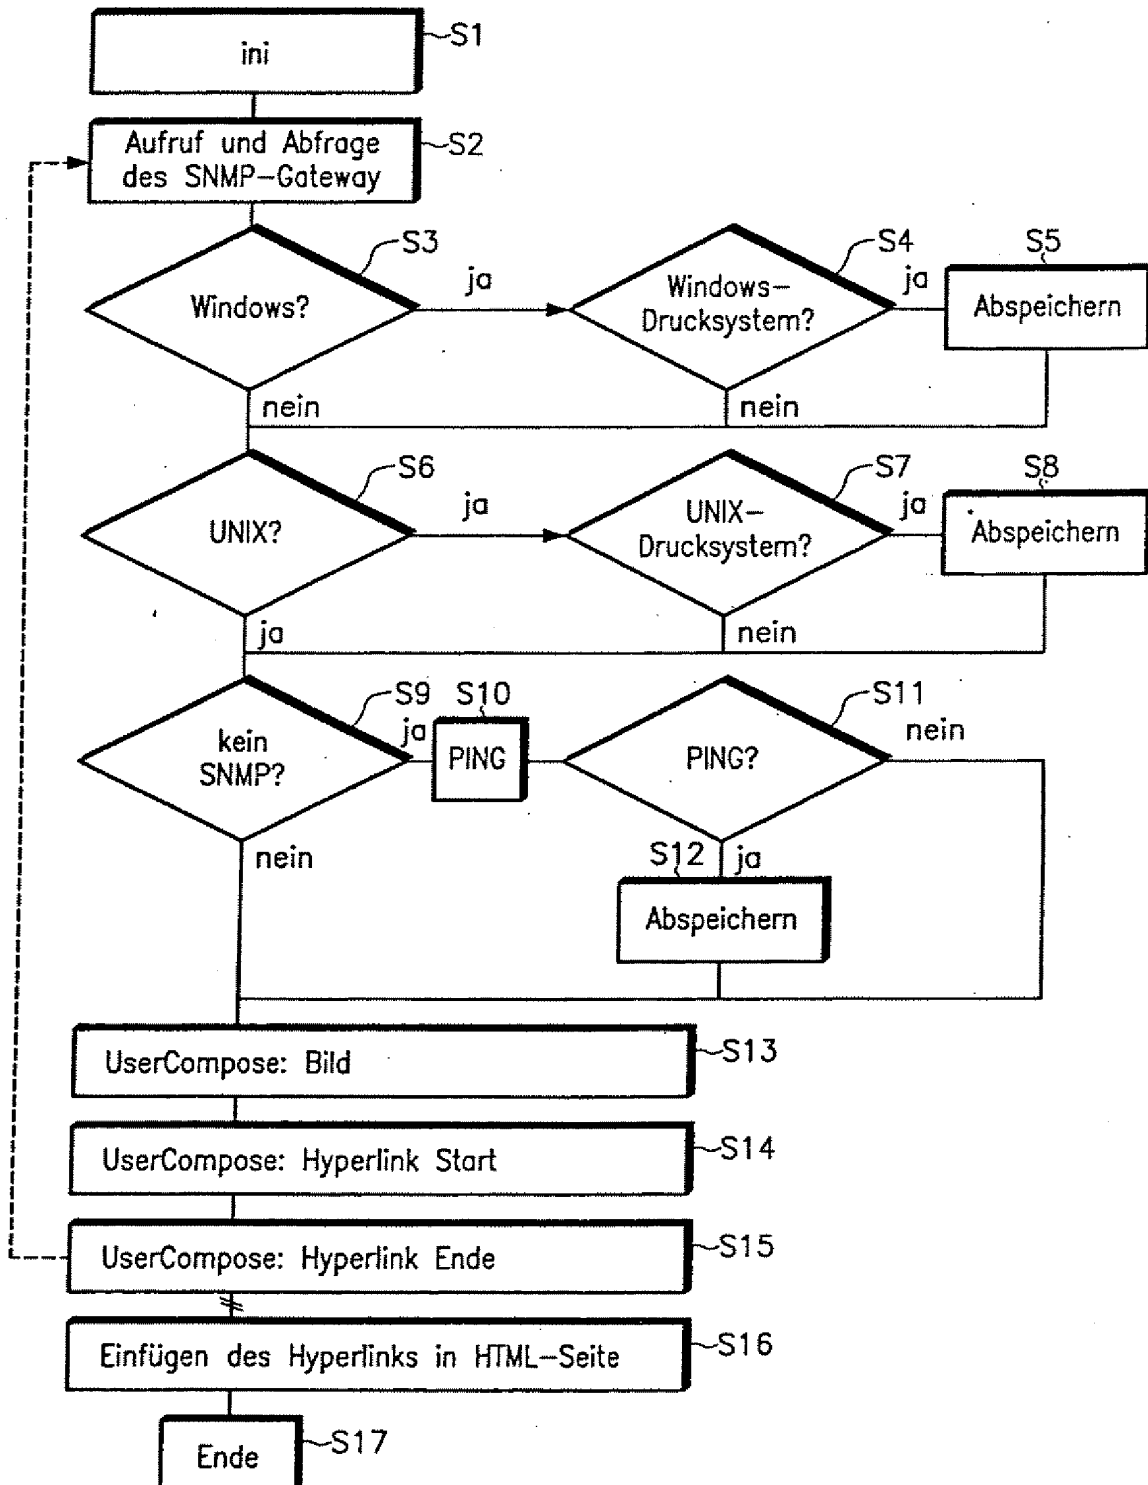 S1
ini
Aufruf und Abfrage
des SNMP-Gateway
S2
S3
Windows?
ja
nein
S4
Windows-
Drucksystem?
ja
nein
S5
Abspeichern
S6
UNIX?
ja
ja
S7
UNIX-
Drucksystem?
ja
nein
S8
Abspeichern
S9
kein
SNMP?
ja
nein
S10
PING
S11
PING?
nein
ja
S12
Abspeichern
UserCompose: Bild
S13
UserCompose: Hyperlink Start
S14
UserCompose: Hyperlink Ende
S15
Einfügen des Hyperlinks in HTML-Seite
S16
Ende
S17